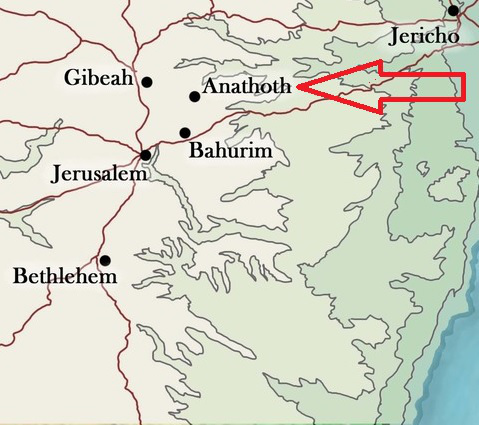 Jericho
Gibeah
Anathoth
Bahurim
Jerusalem
Bethlehem